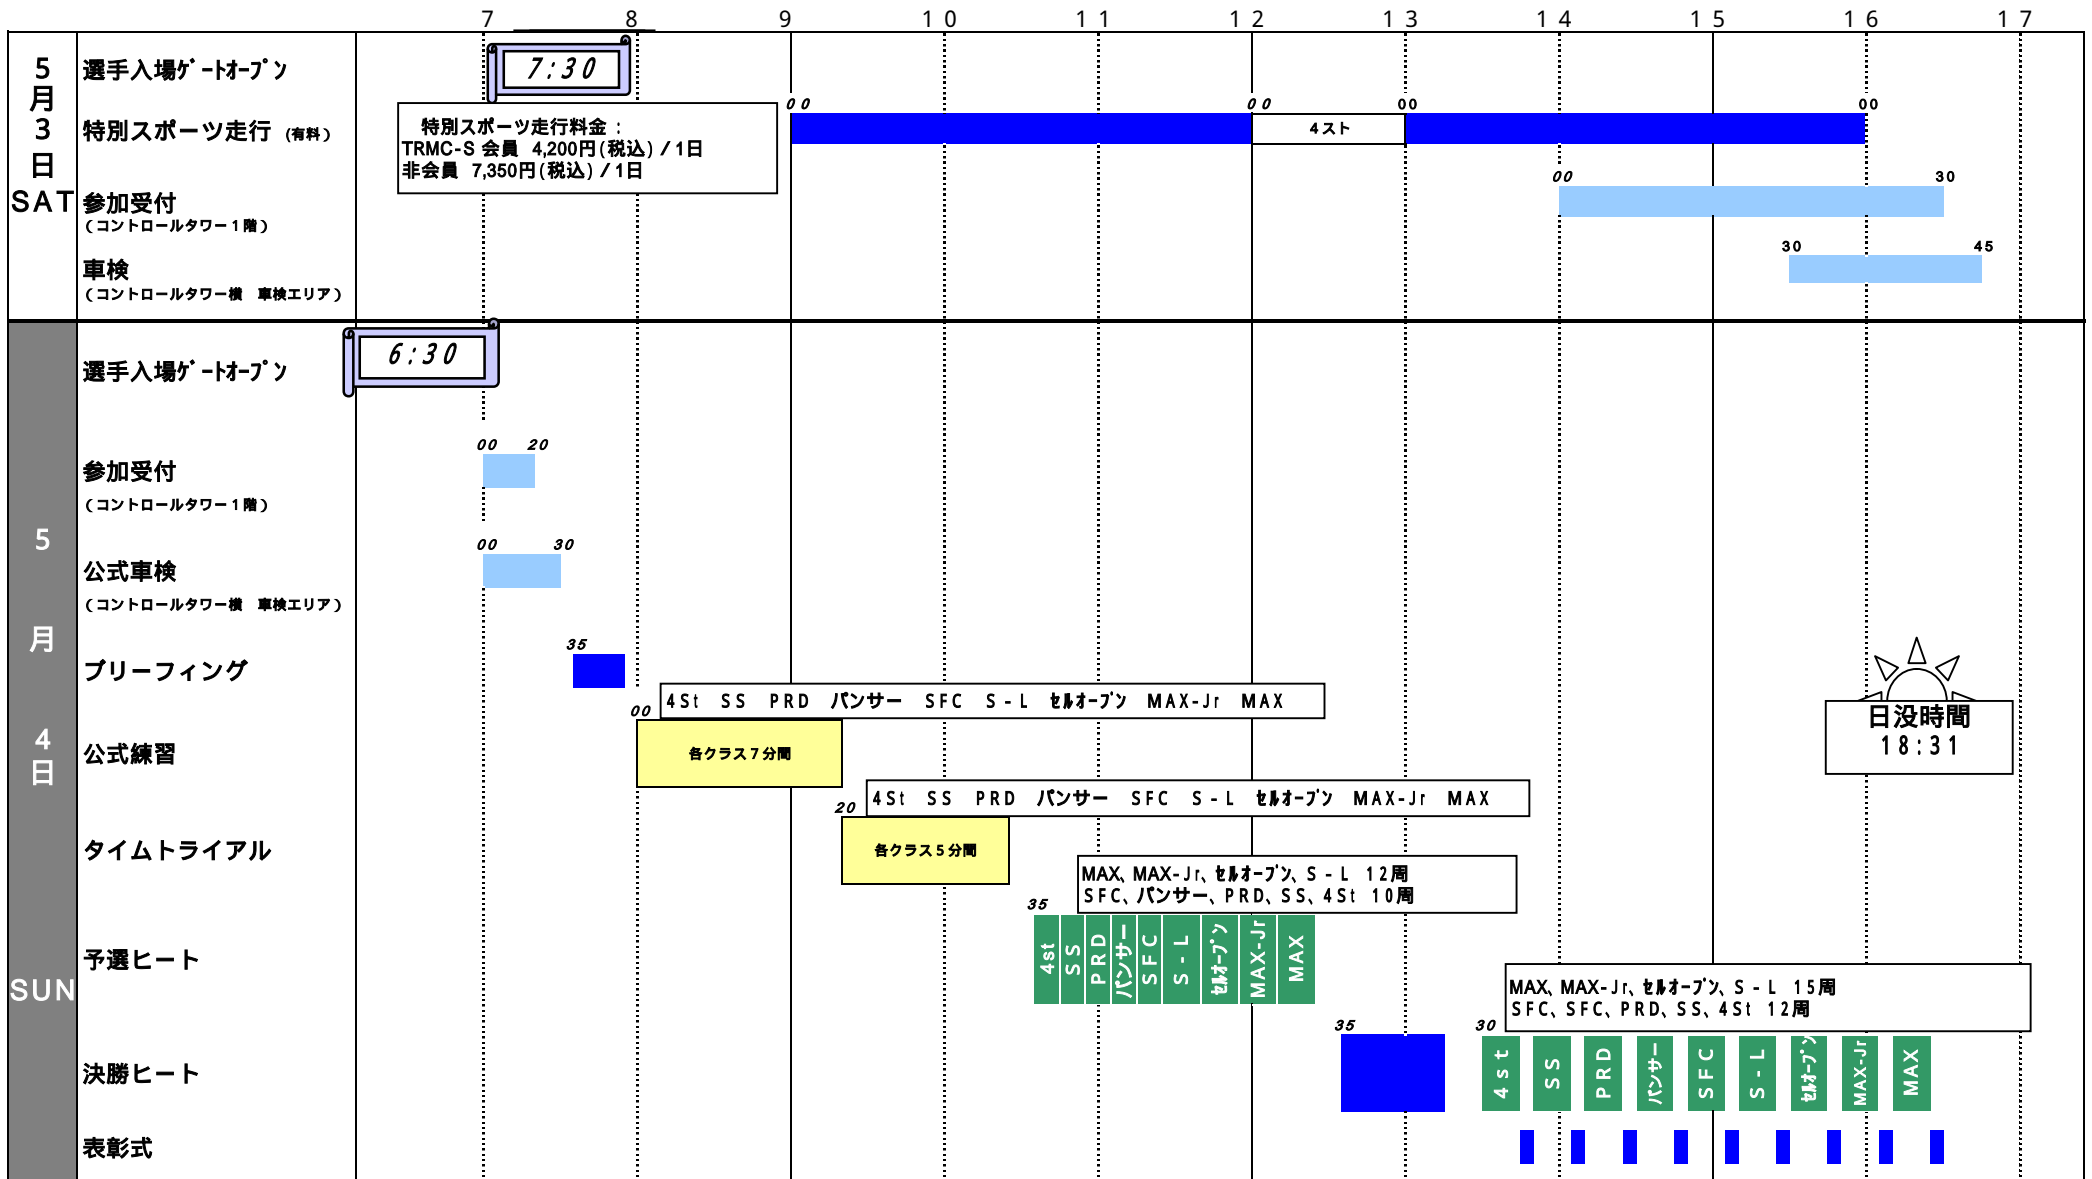 7 8 9 10 11 12 13 14 15 16 17
5月3日
SAT
選手入場ゲートオープン
7:30
特別スポーツ走行 (有料)
特別スポーツ走行料金：
TRMC-S 会員 4,200円(税込)/1日
非会員 7,350円(税込)/1日
00 00 00 00
4スト
参加受付
(コントロールタワー1階)
00 30
車検
(コントロールタワー横 車検エリア)
30 45
5月4日
SUN
選手入場ゲートオープン
6:30
参加受付
(コントロールタワー1階)
00 20
公式車検
(コントロールタワー横 車検エリア)
00 30
ブリーフィング
35
日没時間
18:31
4St SS PRD パンサー SFC S-L セルオープン MAX-Jr MAX
00
公式練習
各クラス7分間
4St SS PRD パンサー SFC S-L セルオープン MAX-Jr MAX
20
タイムトライアル
各クラス5分間
MAX、MAX-Jr、セルオープン、S-L 12周
SFC、パンサー、PRD、SS、4St 10周
35
予選ヒート
4st SS PRD パンサー SFC S-L セルオープン MAX-Jr MAX
MAX、MAX-Jr、セルオープン、S-L 15周
SFC、SFC、PRD、SS、4St 12周
35 30
決勝ヒート
4st SS PRD パンサー SFC S-L セルオープン MAX-Jr MAX
表彰式